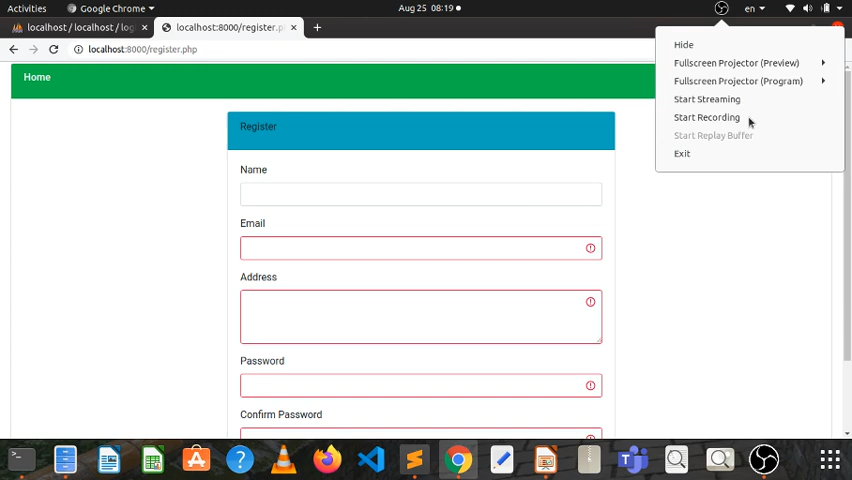 Activities Google Chrome Aug 25 08:19 en
localhost / localhost / log
localhost:8000/register.p
localhost:8000/register.php
Home
Hide
Fullscreen Projector (Preview)
Fullscreen Projector (Program)
Start Streaming
Start Recording
Start Replay Buffer
Exit
Register
Name
Email
Address
Password
Confirm Password